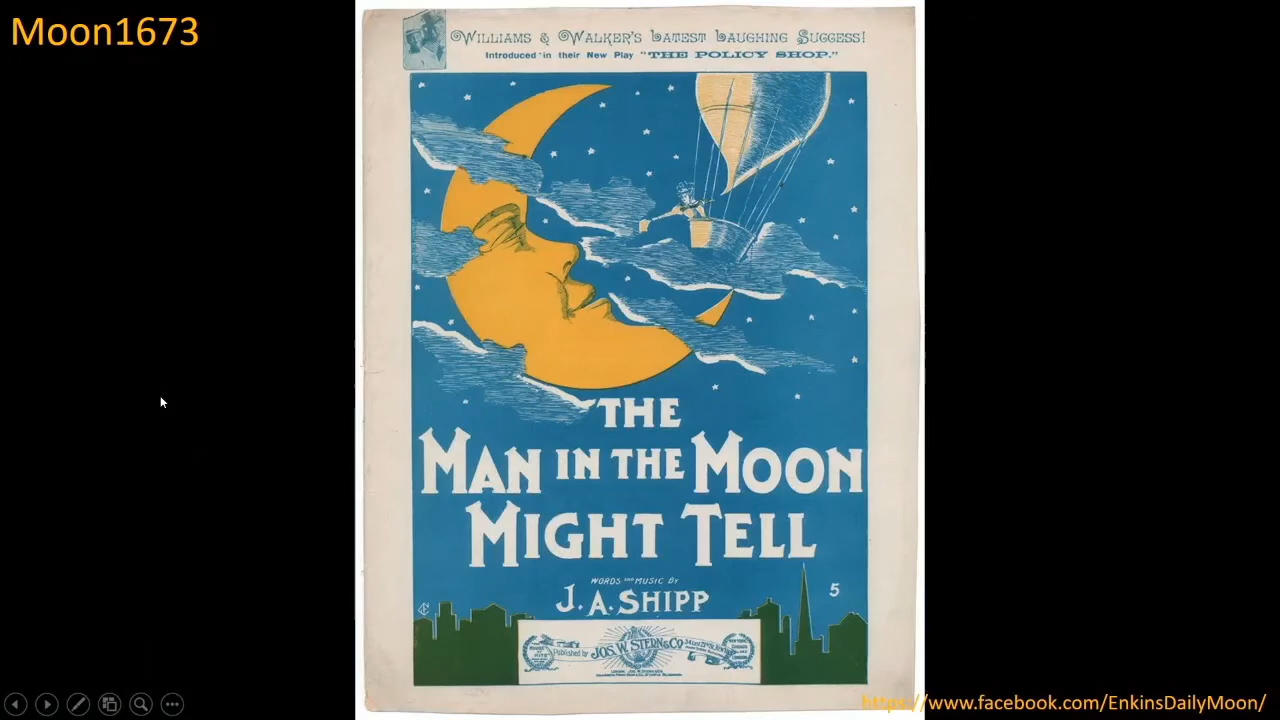 Moon1673
WILLIAMS & WALKER'S LATEST LAUGHING SUCCESS!
Introduced in their New Play "THE POLICY SHOP."
THE
MAN IN THE MOON
MIGHT TELL
WORDS AND MUSIC BY
J. A. SHIPP
5
Published by JOS. W. STERN & CO
https://www.facebook.com/EnkinsDailyMoon/